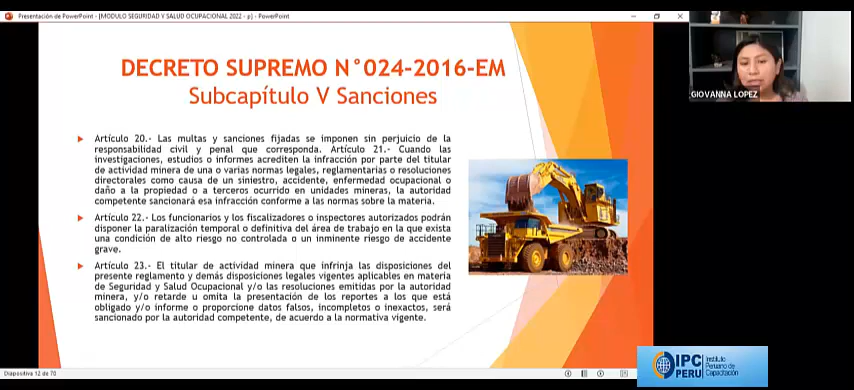 Presentación de PowerPoint - [MODULO SEGURIDAD Y SALUD OCUPACIONAL 2022 - p] - PowerPoint
DECRETO SUPREMO N°024-2016-EM
Subcapítulo V Sanciones
Artículo 20.- Las multas y sanciones fijadas se imponen sin perjuicio de la
responsabilidad civil y penal que corresponda. Artículo 21.- Cuando las
investigaciones, estudios o informes acrediten la infracción por parte del titular
de actividad minera de una o varias normas legales, reglamentarias o resoluciones
directorales como causa de un siniestro, accidente, enfermedad ocupacional o
daño a la propiedad o a terceros ocurrido en unidades mineras, la autoridad
competente sancionará esa infracción conforme a las normas sobre la materia.
Artículo 22.- Los funcionarios y los fiscalizadores o inspectores autorizados podrán
disponer la paralización temporal o definitiva del área de trabajo en la que exista
una condición de alto riesgo no controlada o un inminente riesgo de accidente
grave.
Artículo 23.- El titular de actividad minera que infrinja las disposiciones del
presente reglamento y demás disposiciones legales vigentes aplicables en materia
de Seguridad y Salud Ocupacional y/o las resoluciones emitidas por la autoridad
minera, y/o retarde u omita la presentación de los reportes a los que está
obligado y/o informe o proporcione datos falsos, incompletos o inexactos, será
sancionado por la autoridad competente, de acuerdo a la normativa vigente.
Diapositiva 12 de 70
GIOVANNA LOPEZ
IPC
PERU
Instituto
Peruano de
Capacitación